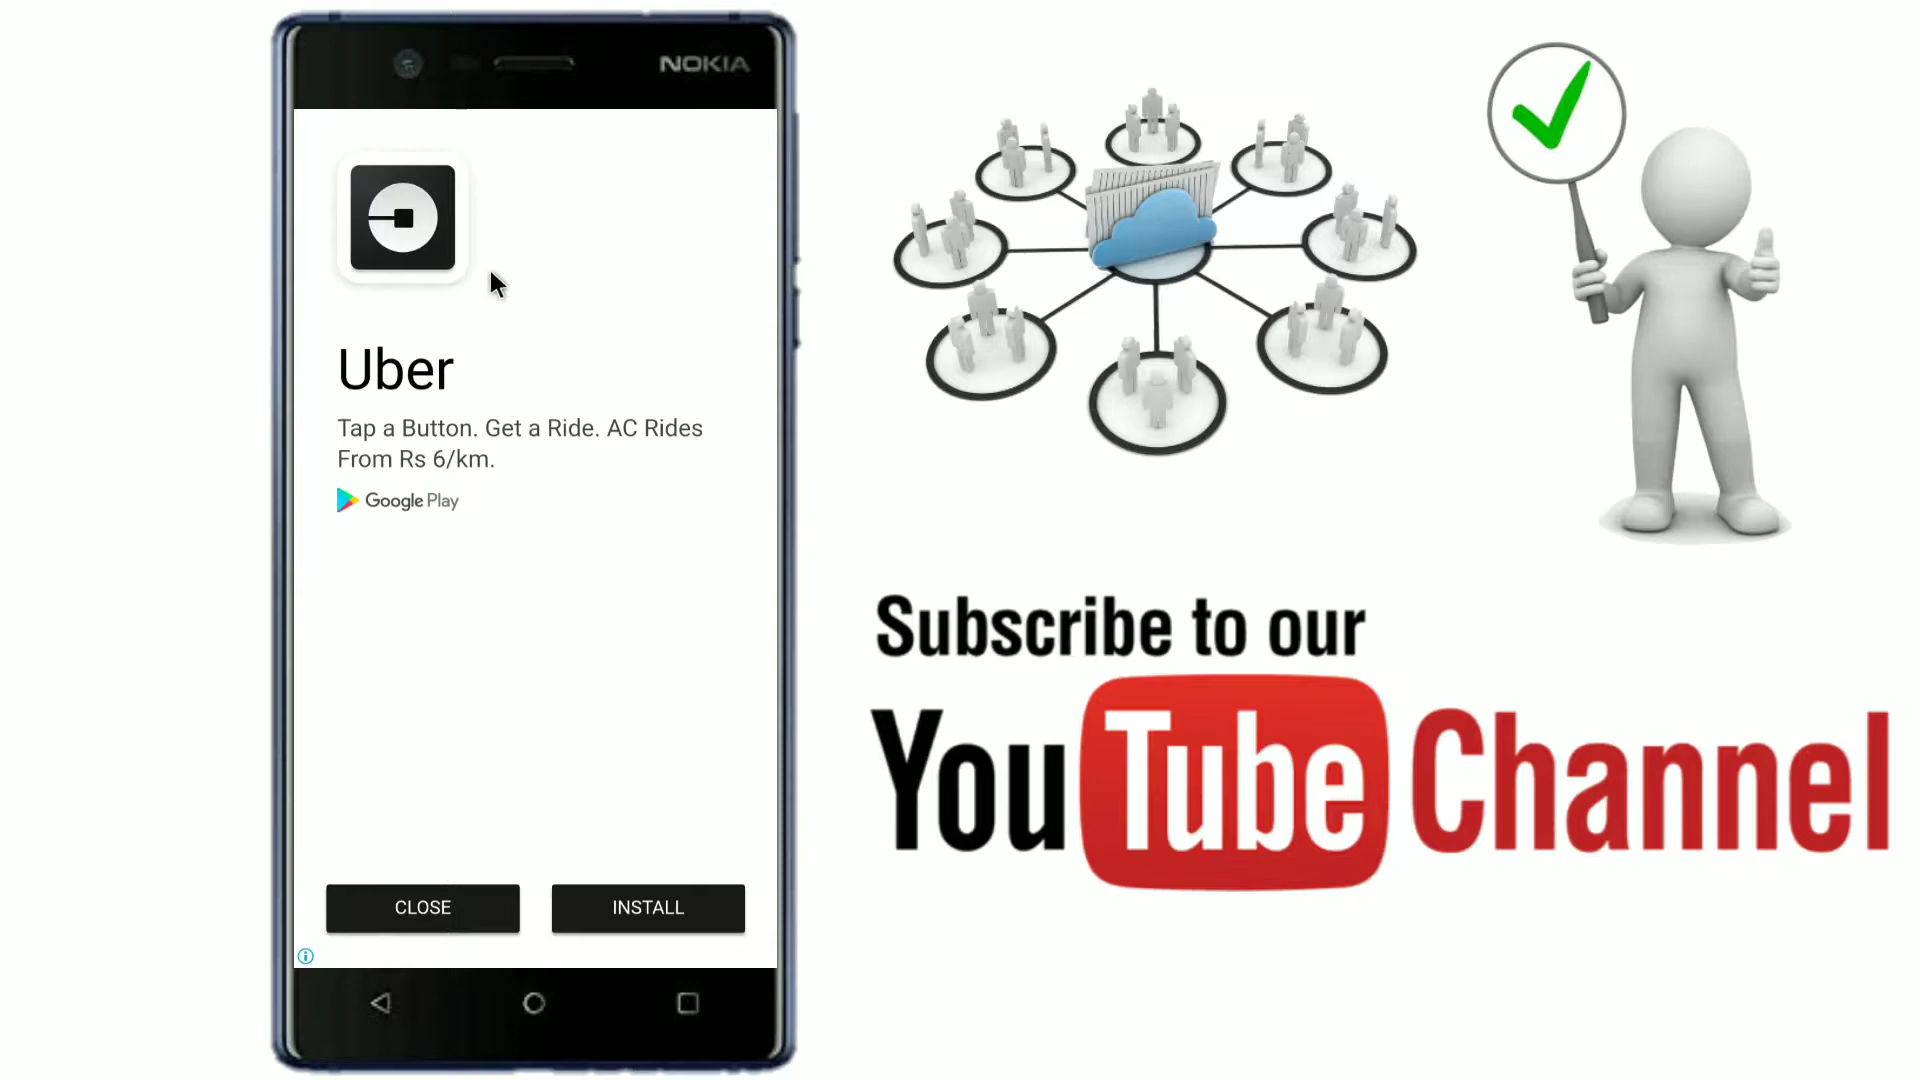 NOKIA
Uber
Tap a Button. Get a Ride. AC Rides
From Rs 6/km.
Google Play
CLOSE
INSTALL
Subscribe to our
YouTube Channel